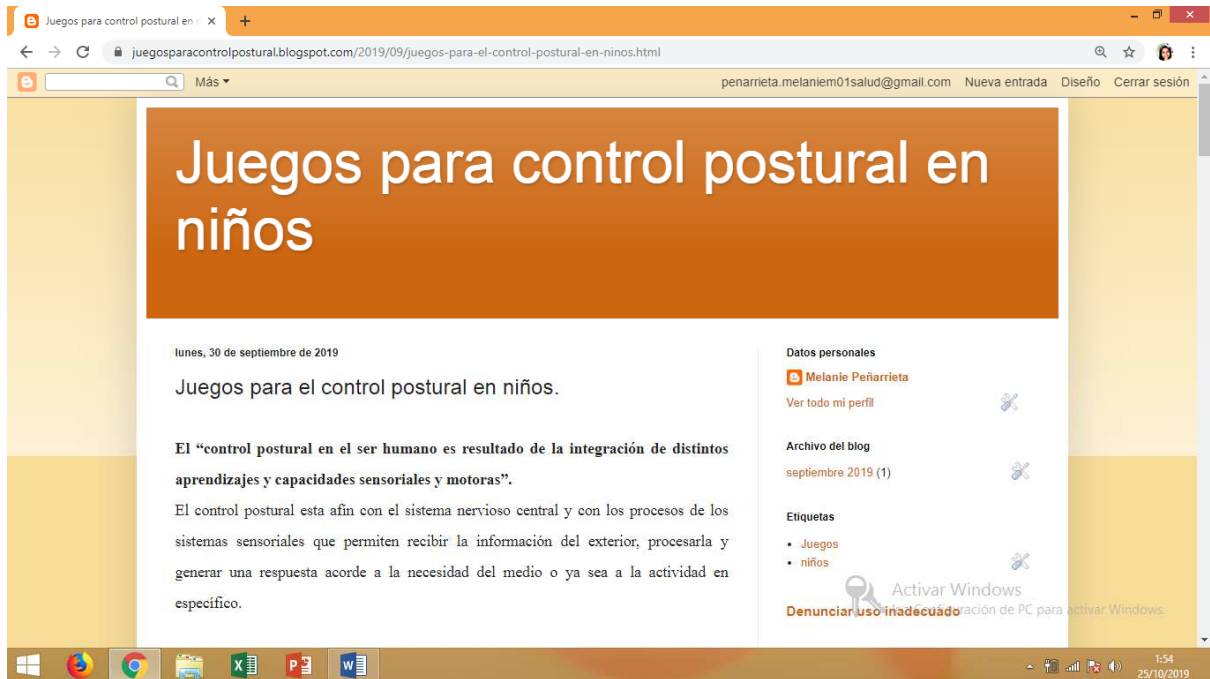 Juegos para control postural en r
juegosparacontrolpostural.blogspot.com/2019/09/juegos-para-el-control-postural-en-ninos.html
Más
penarrieta.melaniem01salud@gmail.com Nueva entrada Diseño Cerrar sesión
Juegos para control postural en
niños
lunes, 30 de septiembre de 2019
Juegos para el control postural en niños.
El “control postural en el ser humano es resultado de la integración de distintos
aprendizajes y capacidades sensoriales y motoras”.
El control postural esta afín con el sistema nervioso central y con los procesos de los
sistemas sensoriales que permiten recibir la información del exterior, procesarla y
generar una respuesta acorde a la necesidad del medio o ya sea a la actividad en
específico.
Datos personales
Melanie Peñarrieta
Ver todo mi perfil
Archivo del blog
septiembre 2019 (1)
Etiquetas
• Juegos
• niños
Activar Windows
Denunciar uso inadecuado
de PC para activar Windows.
1:54
25/10/2019